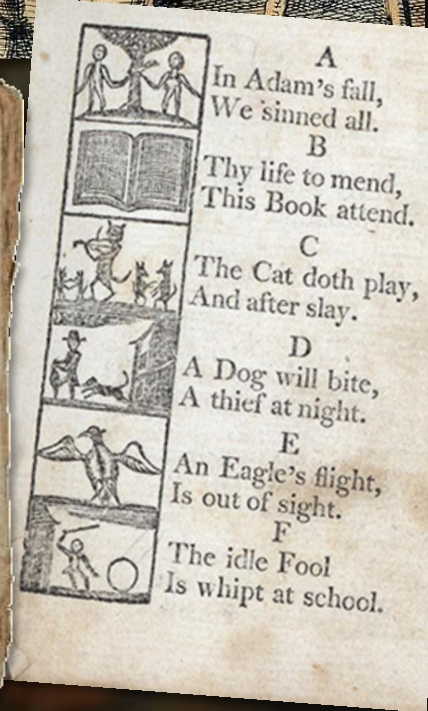 A
In Adam's fall,
We sinned all.
B
Thy life to mend,
This Book attend.
C
The Cat doth play,
And after slay.
D
A Dog will bite,
A thief at night.
E
An Eagle's flight,
Is out of sight.
F
The idle Fool
Is whipt at school.